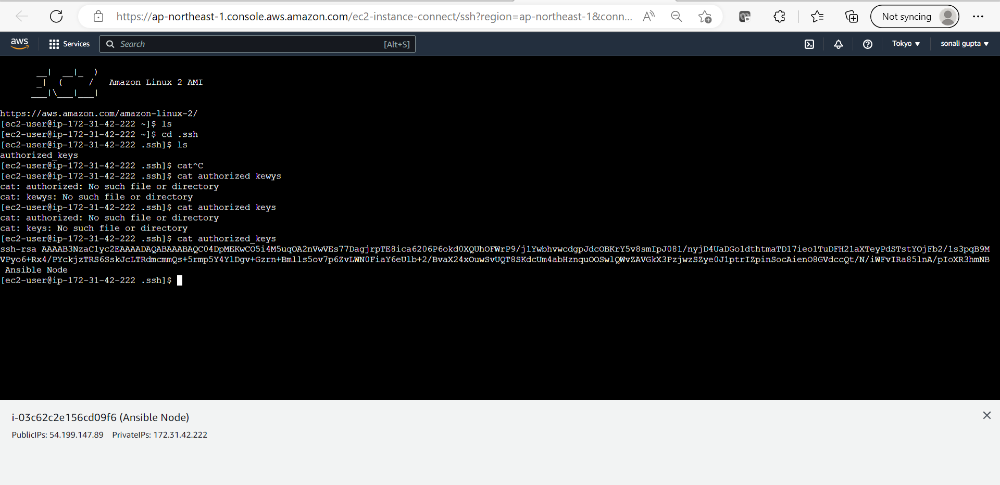 https://ap-northeast-1.console.aws.amazon.com/ec2-instance-connect/ssh?region=ap-northeast-1&conn...
Not syncing
aws
Services
Search
[Alt+S]
Tokyo
sonali gupta
__|  __|_  )
_|  (     /   Amazon Linux 2 AMI
___|\___|___|
https://aws.amazon.com/amazon-linux-2/
[ec2-user@ip-172-31-42-222 ~]$ ls
[ec2-user@ip-172-31-42-222 ~]$ cd .ssh
[ec2-user@ip-172-31-42-222 .ssh]$ ls
authorized_keys
[ec2-user@ip-172-31-42-222 .ssh]$ cat^C
[ec2-user@ip-172-31-42-222 .ssh]$ cat authorized kewys
cat: authorized: No such file or directory
cat: kewys: No such file or directory
[ec2-user@ip-172-31-42-222 .ssh]$ cat authorized keys
cat: authorized: No such file or directory
cat: keys: No such file or directory
[ec2-user@ip-172-31-42-222 .ssh]$ cat authorized_keys
ssh-rsa AAAAB3NzaC1yc2EAAAADAQABAAABAQC04DpMEKwCO5i4M5uqOA2nVwVEs77DagjrpTE8ica6206P6okd0XQUhOFWrP9/j1YwbhvwcdgpJdcOBKrY5v8smIpJ081/nyjD4UaDGo1dthtmaTD17ieo1TuDFH21aXTeyPdSTstYOjFb2/1s3pqB9M
VPyo6+Rx4/PYckjzTRS6SskJcLTRdmcmmQs+5rmp5Y4YlDgv+Gzrn+Bmlls5ov7p6ZvLWN0FiaY6eUlb+2/BvaX24xOuwSvUQT8SKdcUm4abHznquOOSwlQWvZAVGkX3PzjwzSZye0J1ptrIZpinSocAienO8GVdccQt/N/iWFvIRa85lnA/pIoXR3hmNB
Ansible Node
[ec2-user@ip-172-31-42-222 .ssh]$
i-03c62c2e156cd09f6 (Ansible Node)
PublicIPs: 54.199.147.89 PrivateIPs: 172.31.42.222